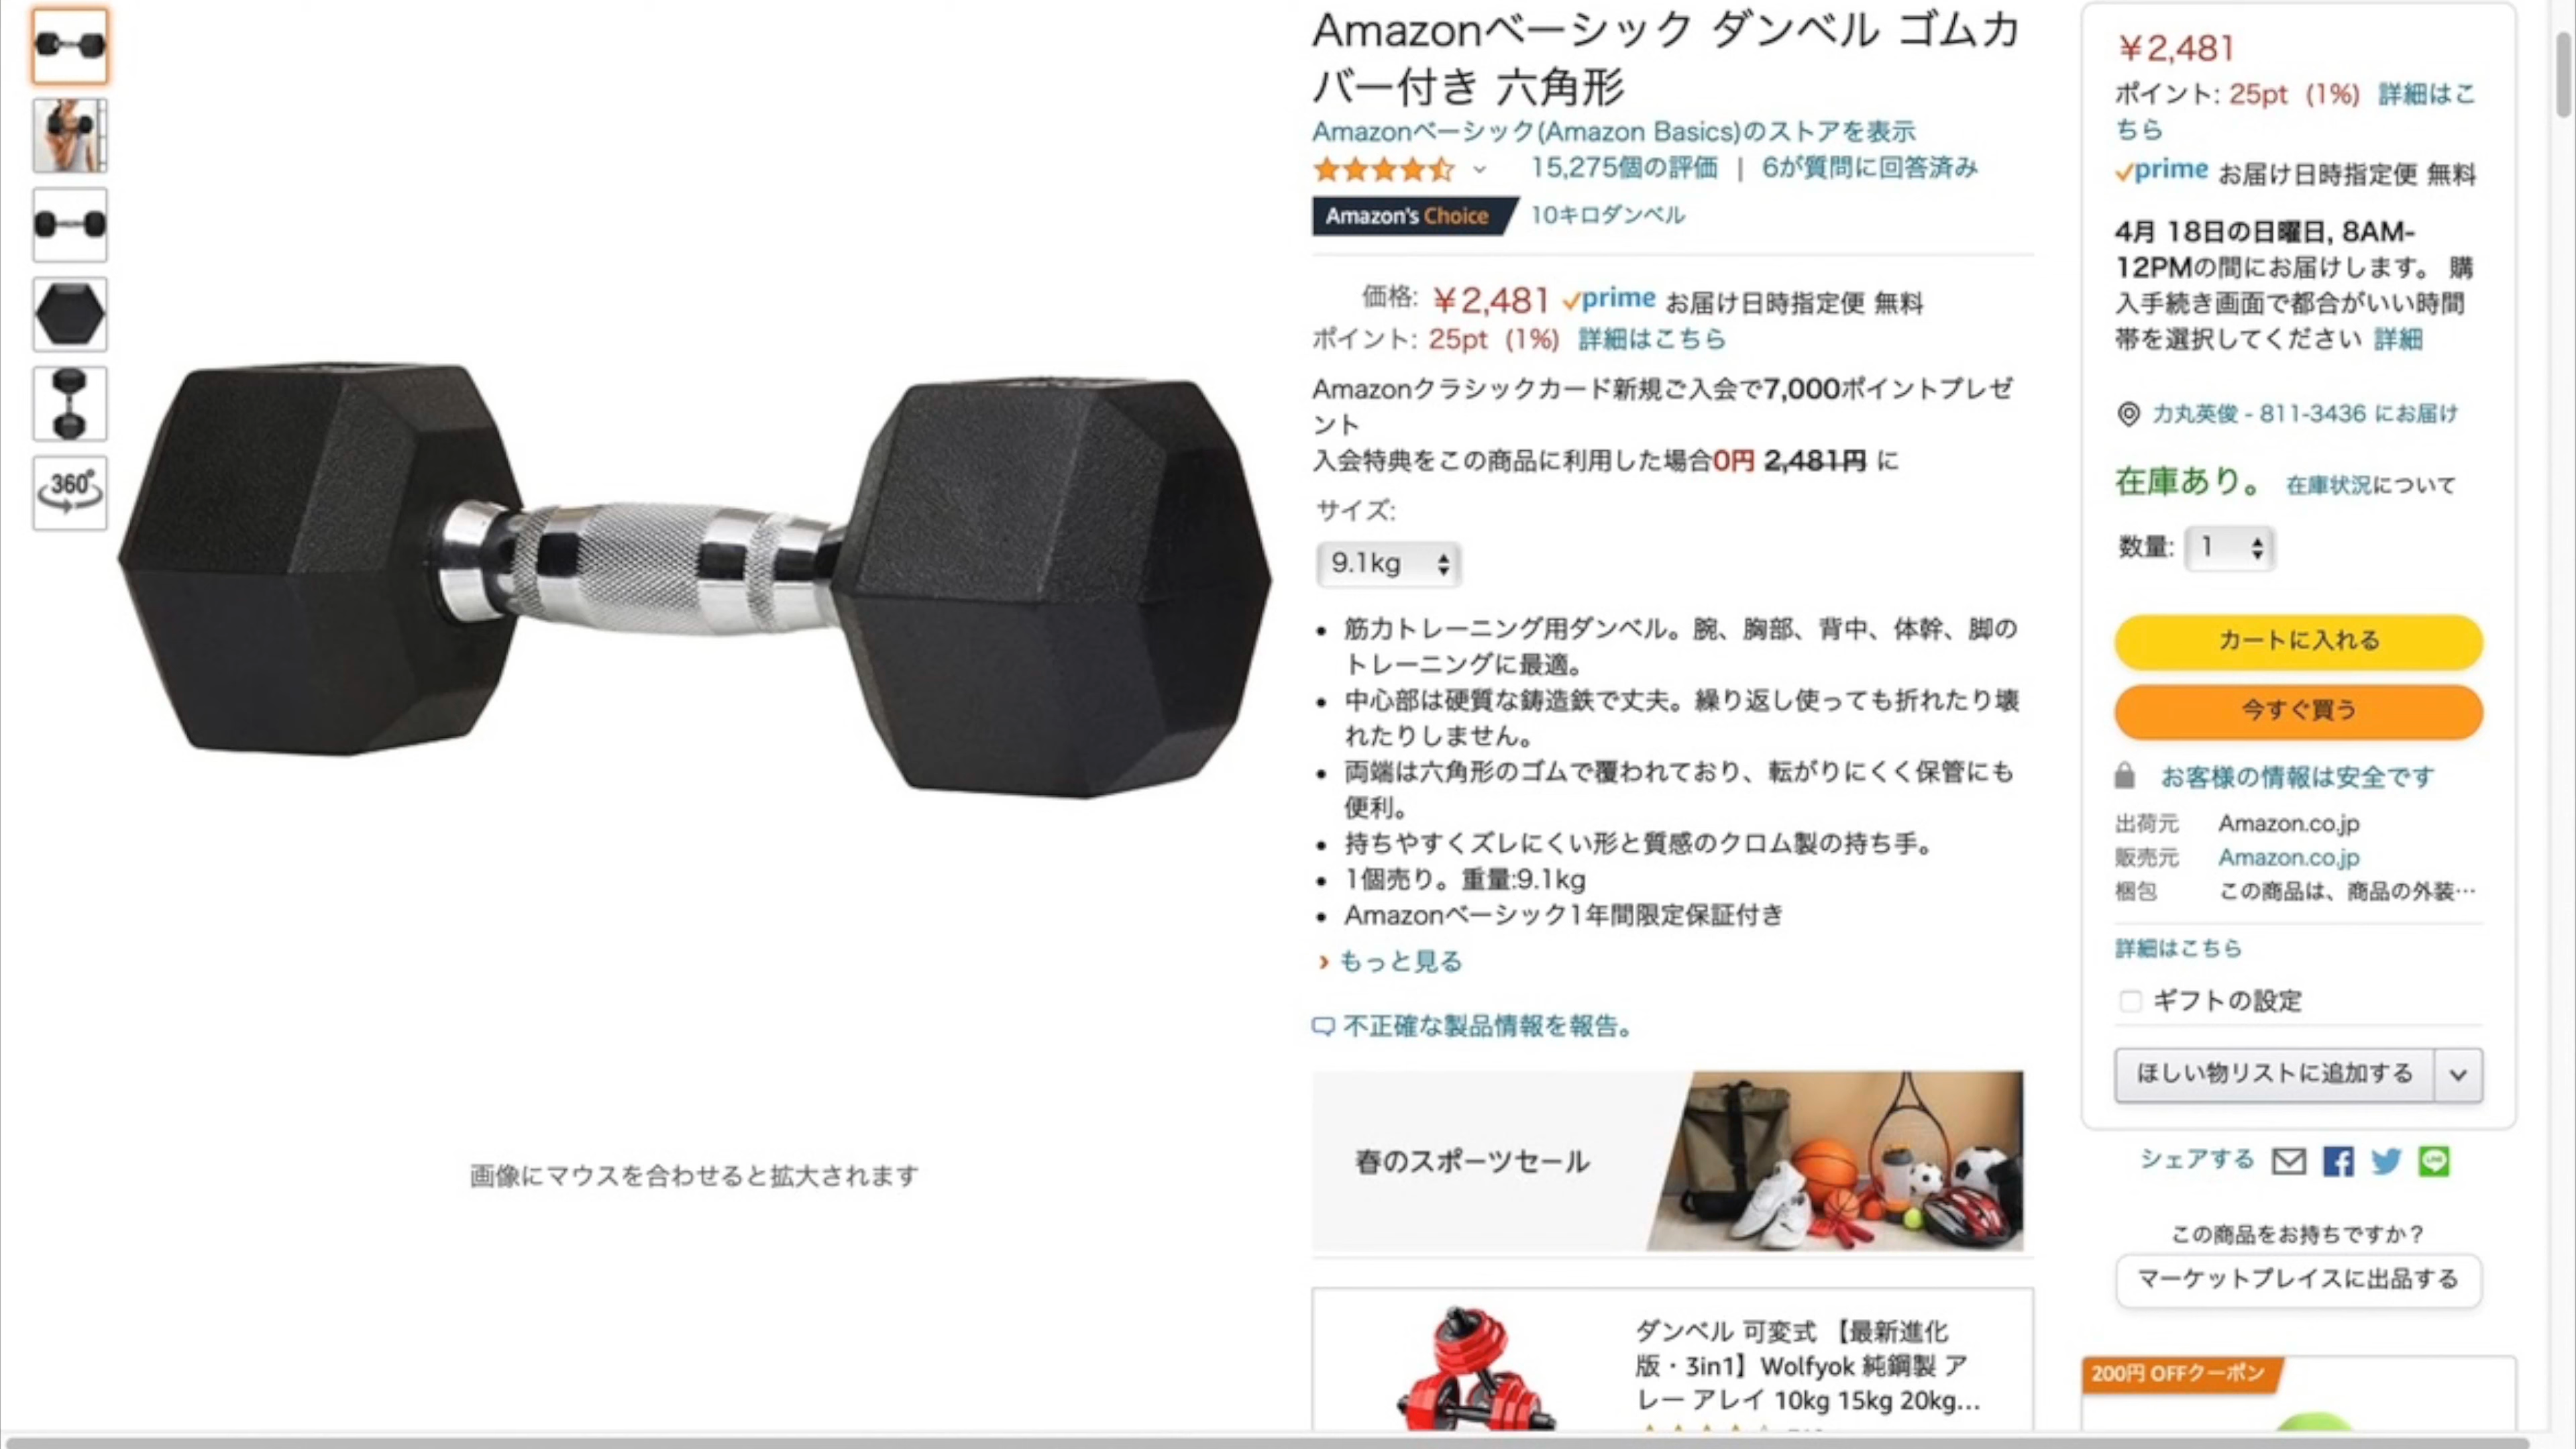 360°
画像にマウスを合わせると拡大されます
Amazonベーシック ダンベル ゴムカ
バー付き 六角形
Amazonベーシック(Amazon Basics)のストアを表示
15,275個の評価 | 6が質問に回答済み
Amazon's Choice 10キロダンベル
価格: ￥2,481 prime お届け日時指定便 無料
ポイント: 25pt (1%) 詳細はこちら
Amazonクラシックカード新規ご入会で7,000ポイントプレゼ
ント
入会特典をこの商品に利用した場合0円 2,481円 に
サイズ:
9.1kg
• 筋力トレーニング用ダンベル。腕、胸部、背中、体幹、脚の
トレーニングに最適。
• 中心部は硬質な鋳造鉄で丈夫。繰り返し使っても折れたり壊
れたりしません。
• 両端は六角形のゴムで覆われており、転がりにくく保管にも
便利。
• 持ちやすくズレにくい形と質感のクロム製の持ち手。
• 1個売り。重量:9.1kg
• Amazonベーシック1年間限定保証付き
› もっと見る
不正確な製品情報を報告。
春のスポーツセール
ダンベル 可変式 【最新進化
版・3in1】Wolfyok 純鋼製 ア
レー アレイ 10kg 15kg 20kg...
￥2,481
ポイント: 25pt (1%) 詳細はこ
ちら
prime お届け日時指定便 無料
4月 18日の日曜日, 8AM-
12PMの間にお届けします。 購
入手続き画面で都合がいい時間
帯を選択してください 詳細
力丸英俊 - 811-3436 にお届け
在庫あり。 在庫状況について
数量: 1
カートに入れる
今すぐ買う
お客様の情報は安全です
出荷元 Amazon.co.jp
販売元 Amazon.co.jp
梱包 この商品は、商品の外装…
詳細はこちら
ギフトの設定
ほしい物リストに追加する
シェアする
この商品をお持ちですか？
マーケットプレイスに出品する
200円 OFFクーポン